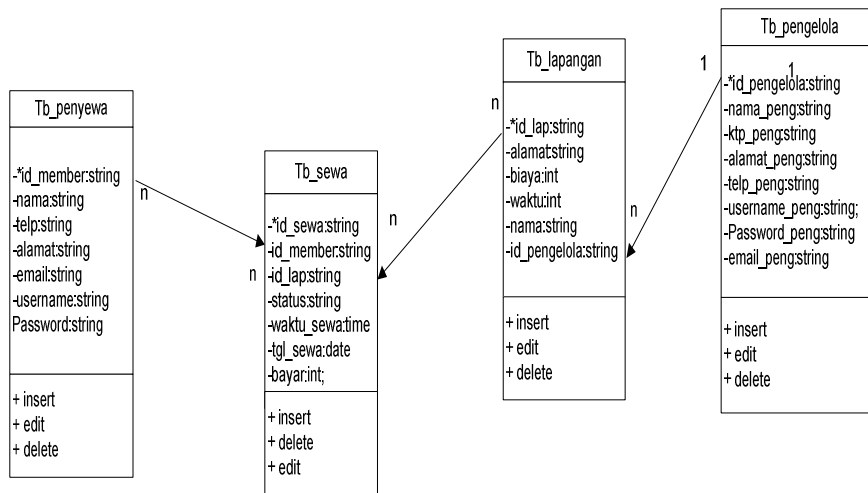 Tb_penyewa
-*id_member:string
-nama:string
-telp:string
-alamat:string
-email:string
-username:string
Password:string
+ insert
+ edit
+ delete
n
n
Tb_sewa
-*id_sewa:string
-id_member:string
-id_lap:string
-status:string
-waktu_sewa:time
-tgl_sewa:date
-bayar:int;
+ insert
+ delete
+ edit
n
n
Tb_lapangan
-*id_lap:string
-alamat:string
-biaya:int
-waktu:int
-nama:string
-id_pengelola:string
+ insert
+ edit
+ delete
n
1
Tb_pengelola
1
-*id_pengelola:string
-nama_peng:string
-ktp_peng:string
-alamat_peng:string
-telp_peng:string
-username_peng:string;
-Password_peng:string
-email_peng:string
+ insert
+ edit
+ delete